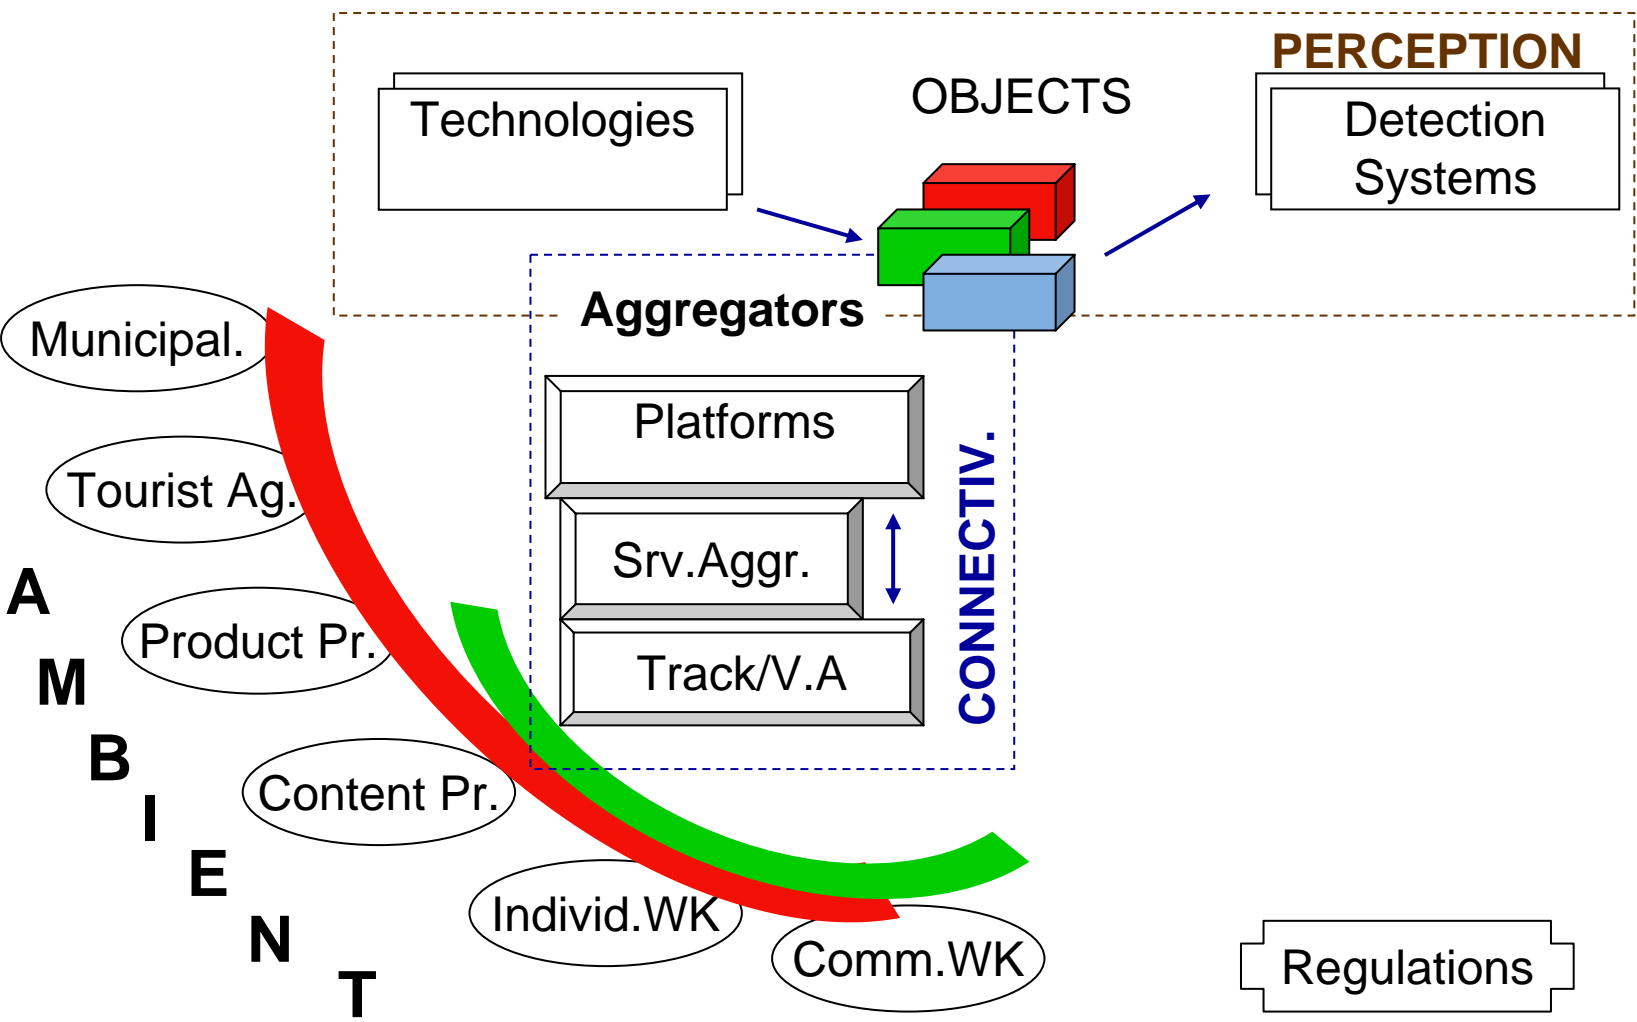 PERCEPTION
Technologies
OBJECTS
Detection
Systems
Aggregators
Municipal.
Platforms
CONNECTIV.
Tourist Ag.
Srv.Aggr.
Product Pr.
Track/V.A
Content Pr.
Individ.WK
Comm.WK
Regulations
AMBIENT